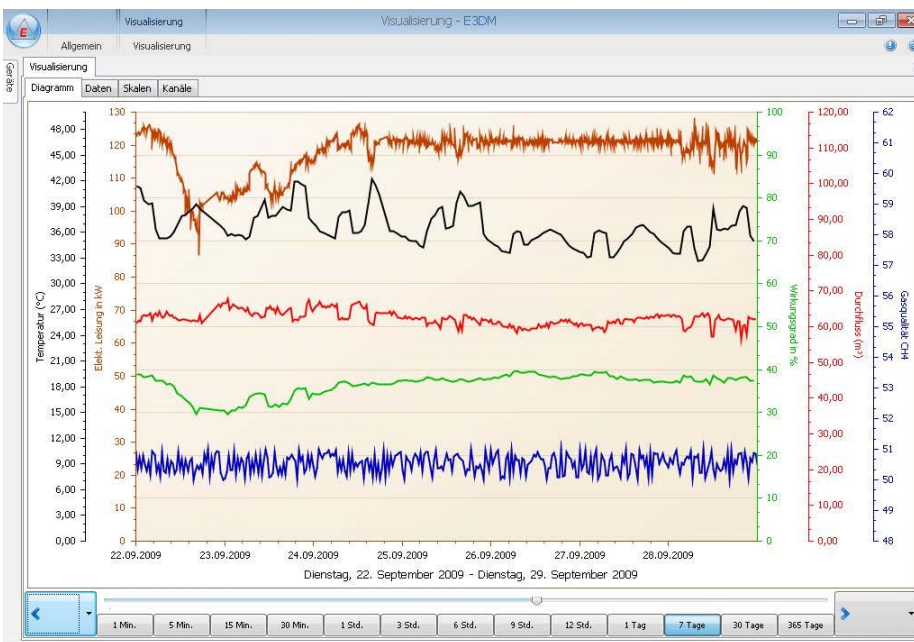 Visualisierung
Visualisierung - E3DM
Allgemein
Visualisierung
Geräte
Visualisierung
Diagramm
Daten
Skalen
Kanäle
48,00
45,00
42,00
39,00
36,00
33,00
30,00
27,00
24,00
21,00
18,00
15,00
12,00
9,00
6,00
3,00
0,00
Temperatur (°C)
130
120
110
100
90
80
70
60
50
40
30
20
10
0
Elekt. Leisung in kW
100
90
80
70
60
50
40
30
20
10
0
Wirkungsgrad in %
120,00
110,00
100,00
90,00
80,00
70,00
60,00
50,00
40,00
30,00
20,00
10,00
0,00
Durchfluss (m³)
62
61
60
59
58
57
56
55
54
53
52
51
50
49
48
Gasqualität CH4
22.09.2009
23.09.2009
24.09.2009
25.09.2009
26.09.2009
27.09.2009
28.09.2009
Dienstag, 22. September 2009 - Dienstag, 29. September 2009
1 Min.
5 Min.
15 Min.
30 Min.
1 Std.
3 Std.
6 Std.
9 Std.
12 Std.
1 Tag
7 Tage
30 Tage
365 Tage